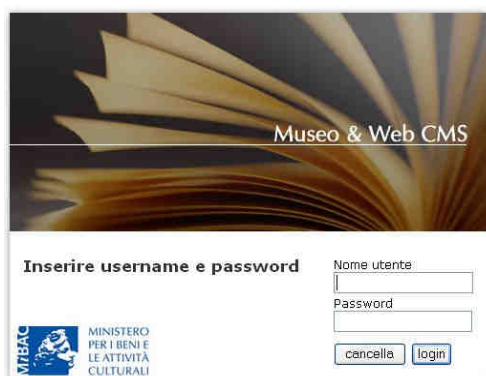 Museo & Web CMS
Inserire username e password
Nome utente
Password
cancella login
MiBAC
MINISTERO
PER I BENI E
LE ATTIVITÀ
CULTURALI